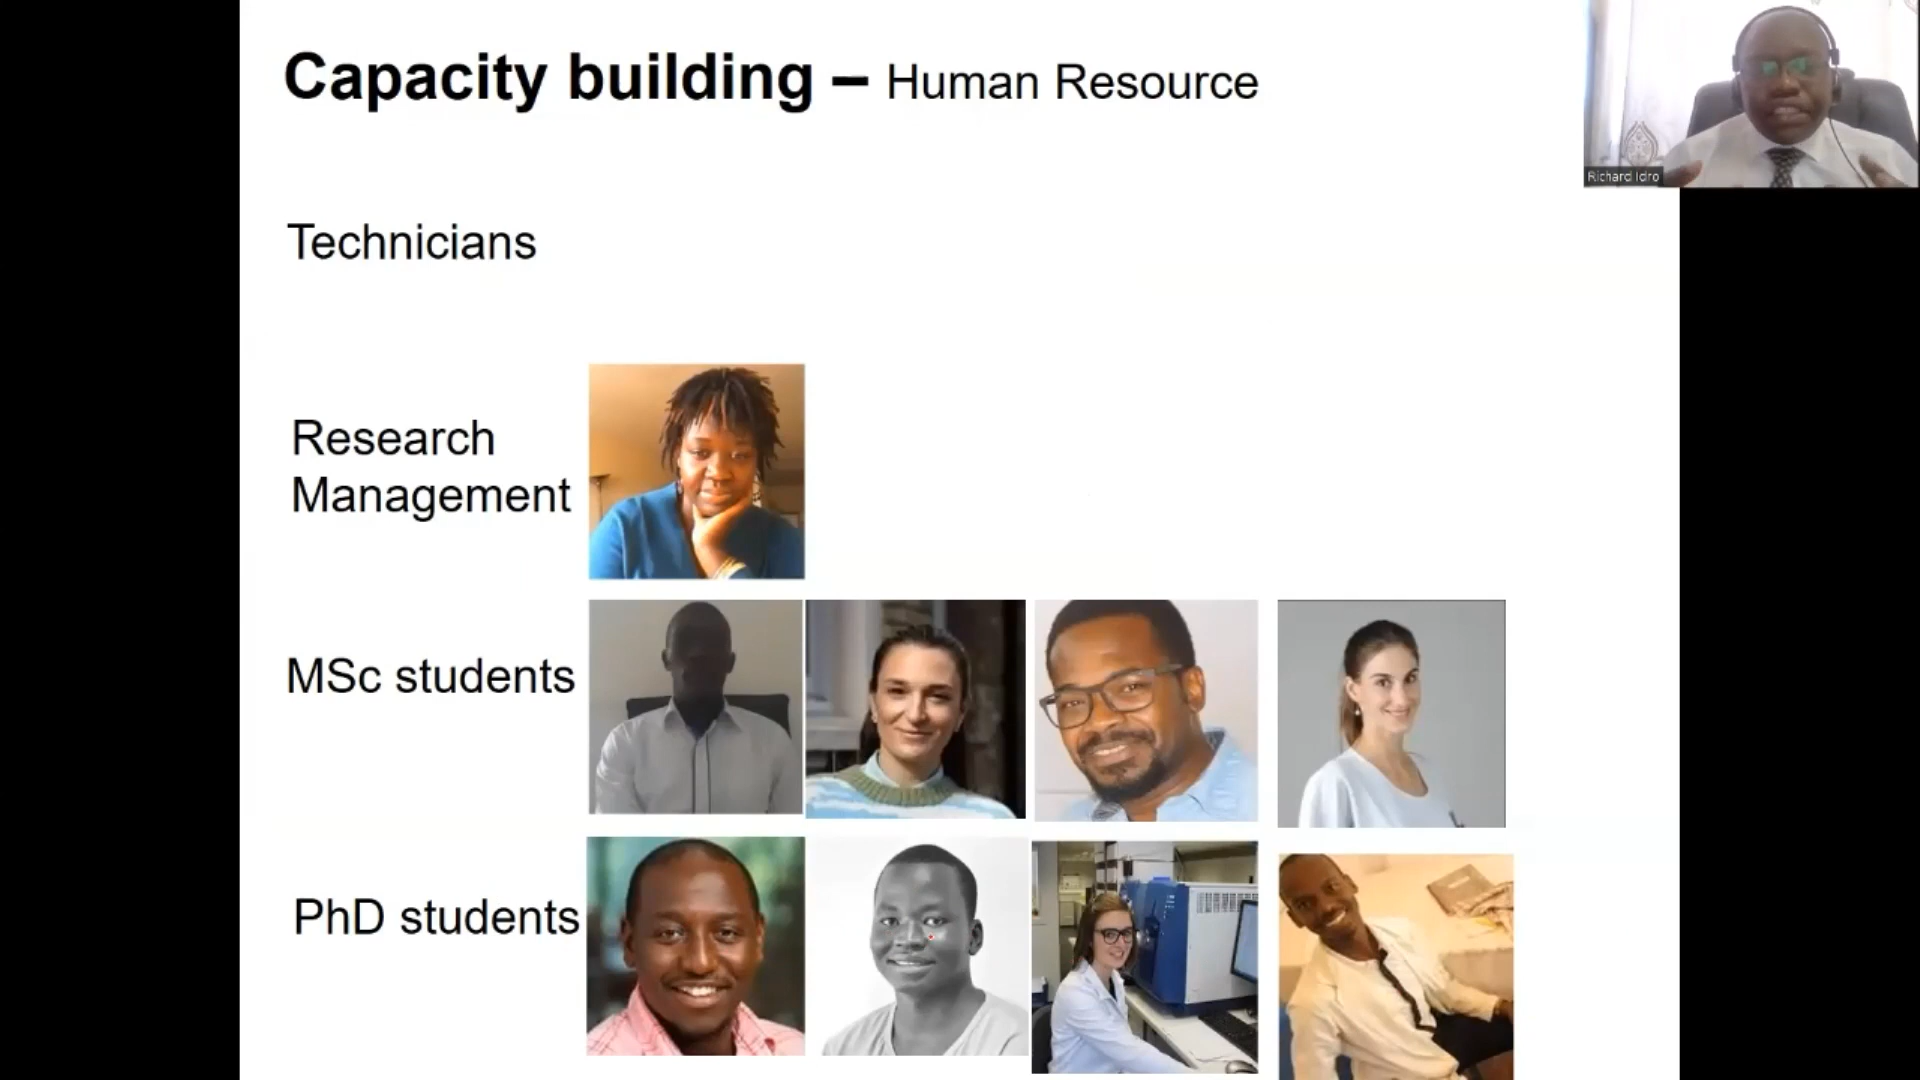 Capacity building – Human Resource
Richard Idro
Technicians
Research
Management
MSc students
PhD students